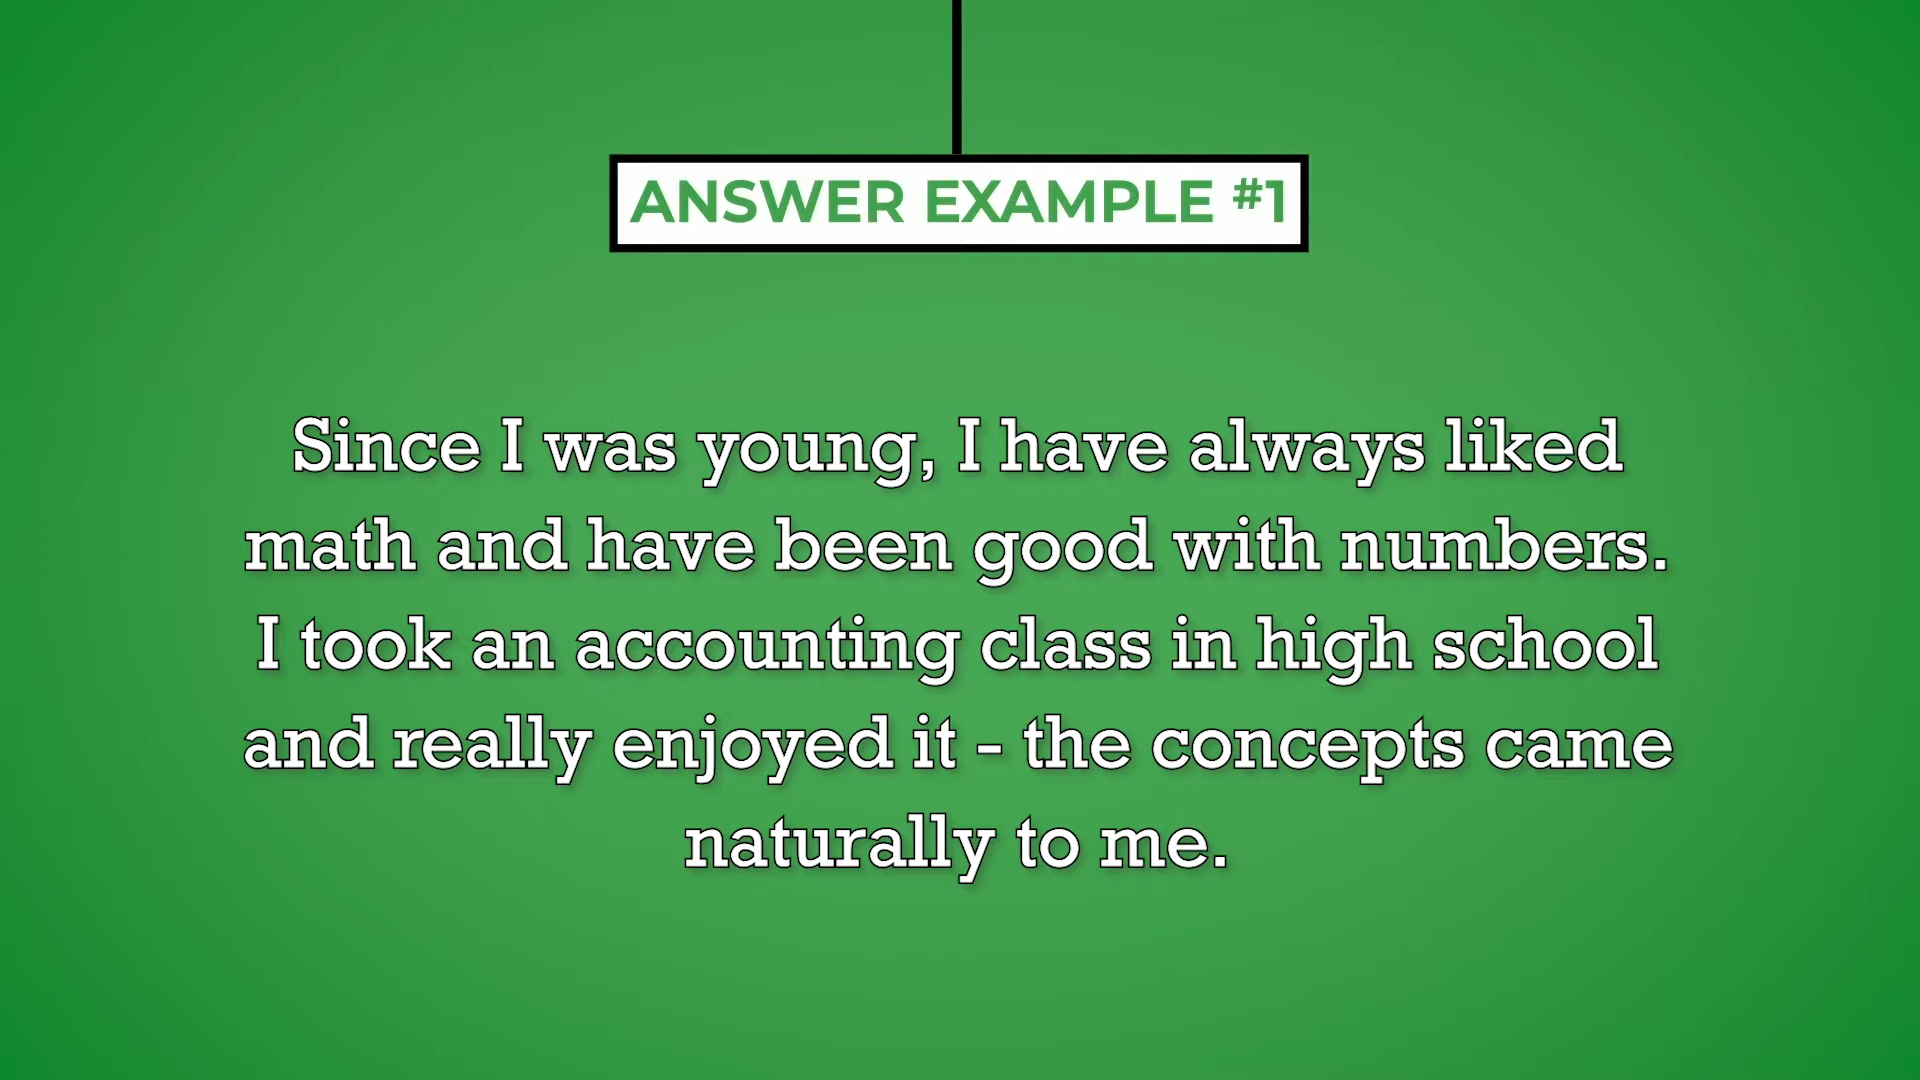 ANSWER EXAMPLE #1
Since I was young, I have always liked
math and have been good with numbers.
I took an accounting class in high school
and really enjoyed it - the concepts came
naturally to me.